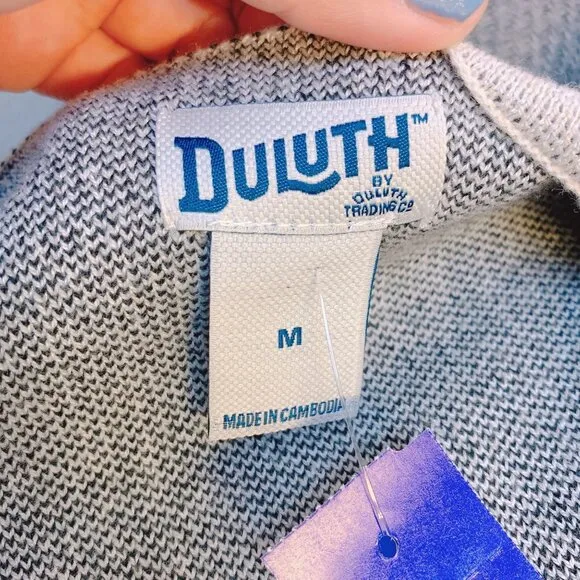 DULUTH™
BY
DULUTH
TRADING Cº
M
MADE IN CAMBODIA